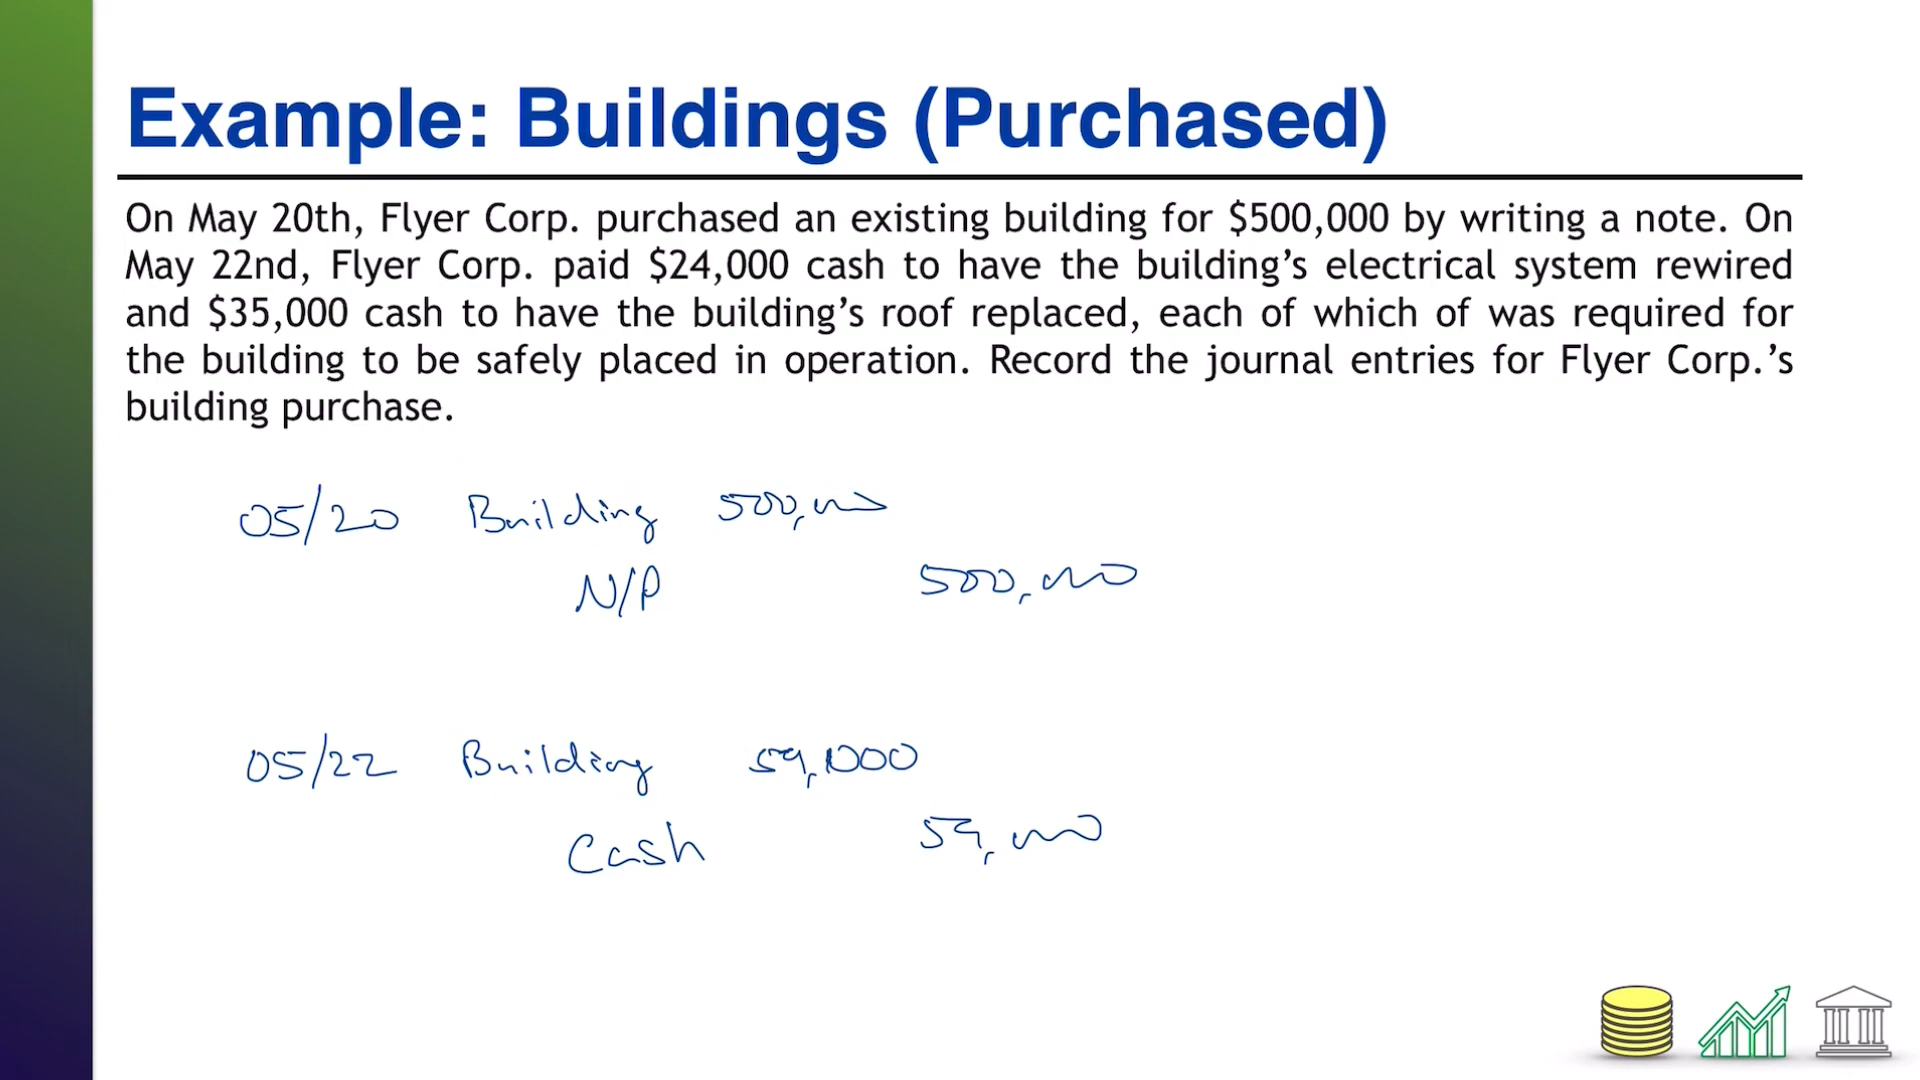 Example: Buildings (Purchased)
On May 20th, Flyer Corp. purchased an existing building for $500,000 by writing a note. On
May 22nd, Flyer Corp. paid $24,000 cash to have the building’s electrical system rewired
and $35,000 cash to have the building’s roof replaced, each of which of was required for
the building to be safely placed in operation. Record the journal entries for Flyer Corp.’s
building purchase.
05/20 Building 500,000
N/P 500,000
05/22 Building 59,000
Cash 59,000